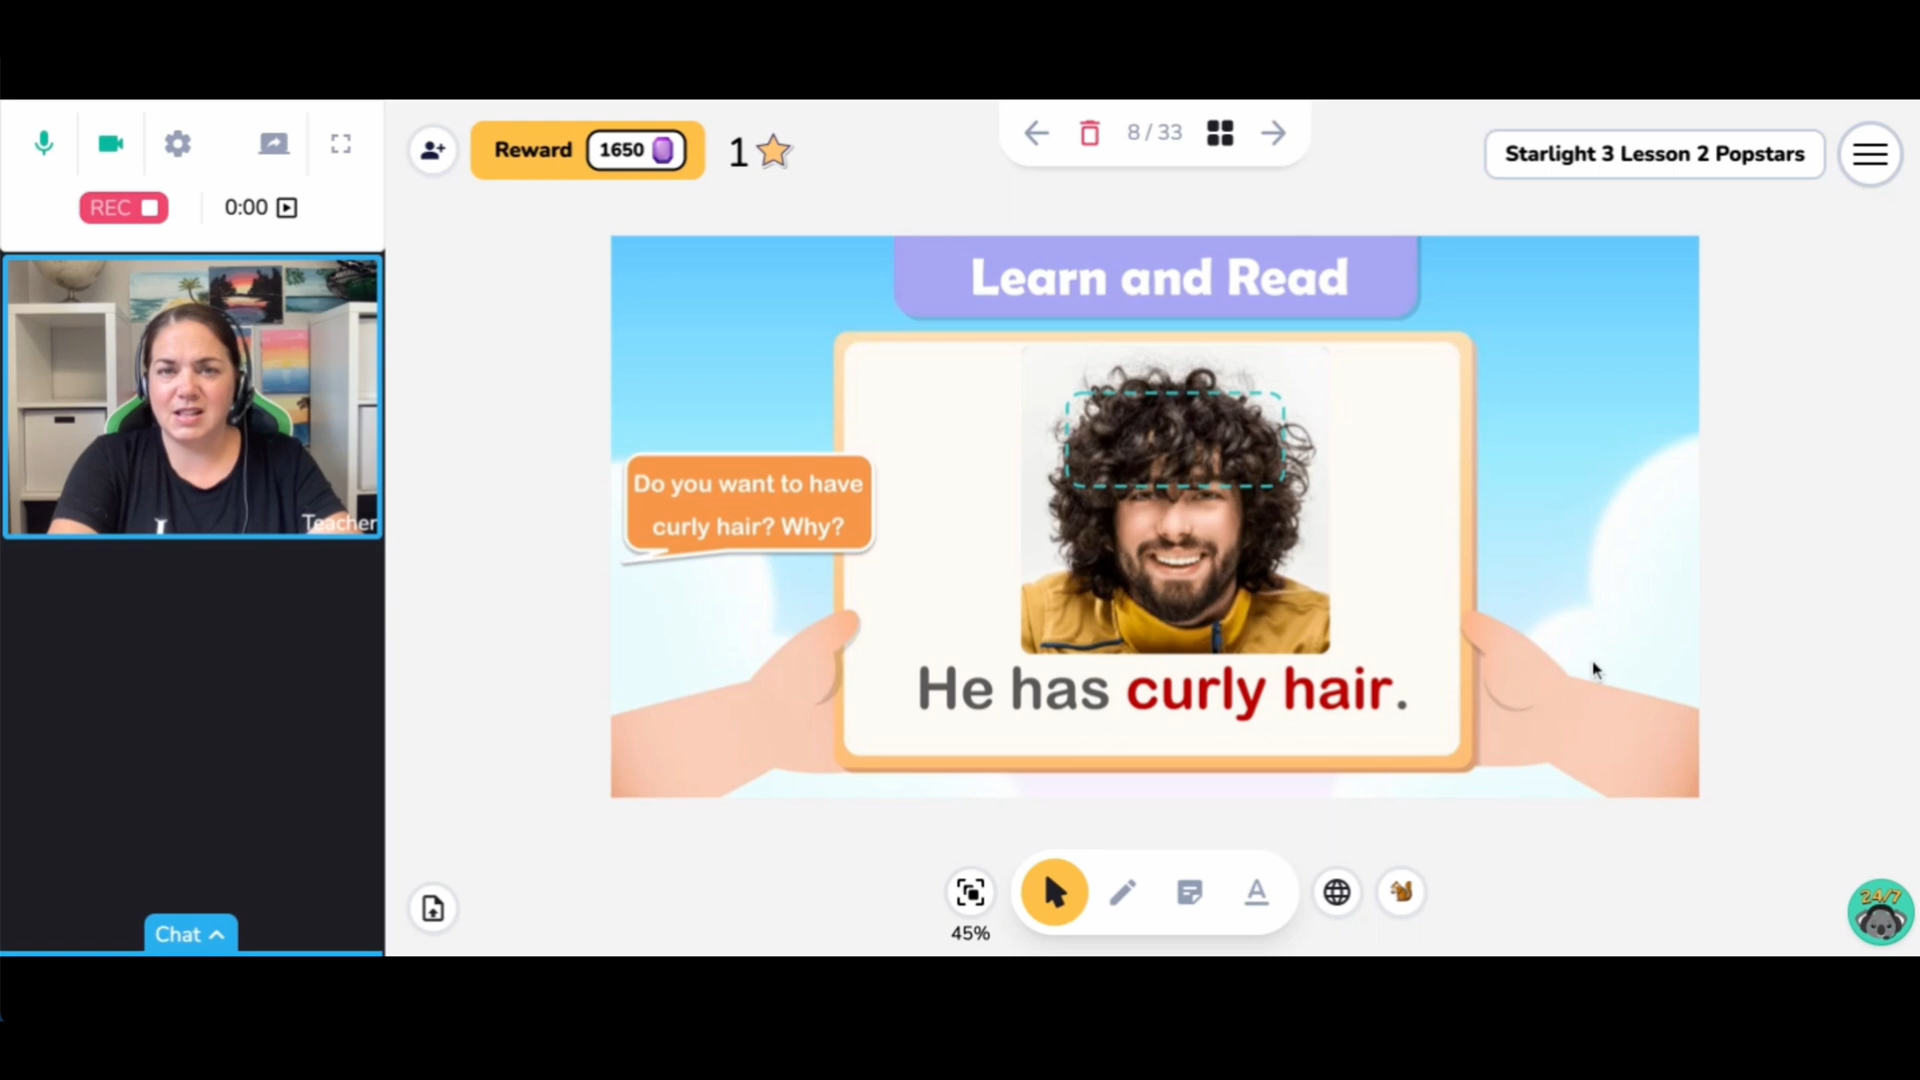 REC
0:00
Teacher
Chat
Reward 1650
1
8/33
Starlight 3 Lesson 2 Popstars
Learn and Read
Do you want to have
curly hair? Why?
He has curly hair.
45%
A
24/7